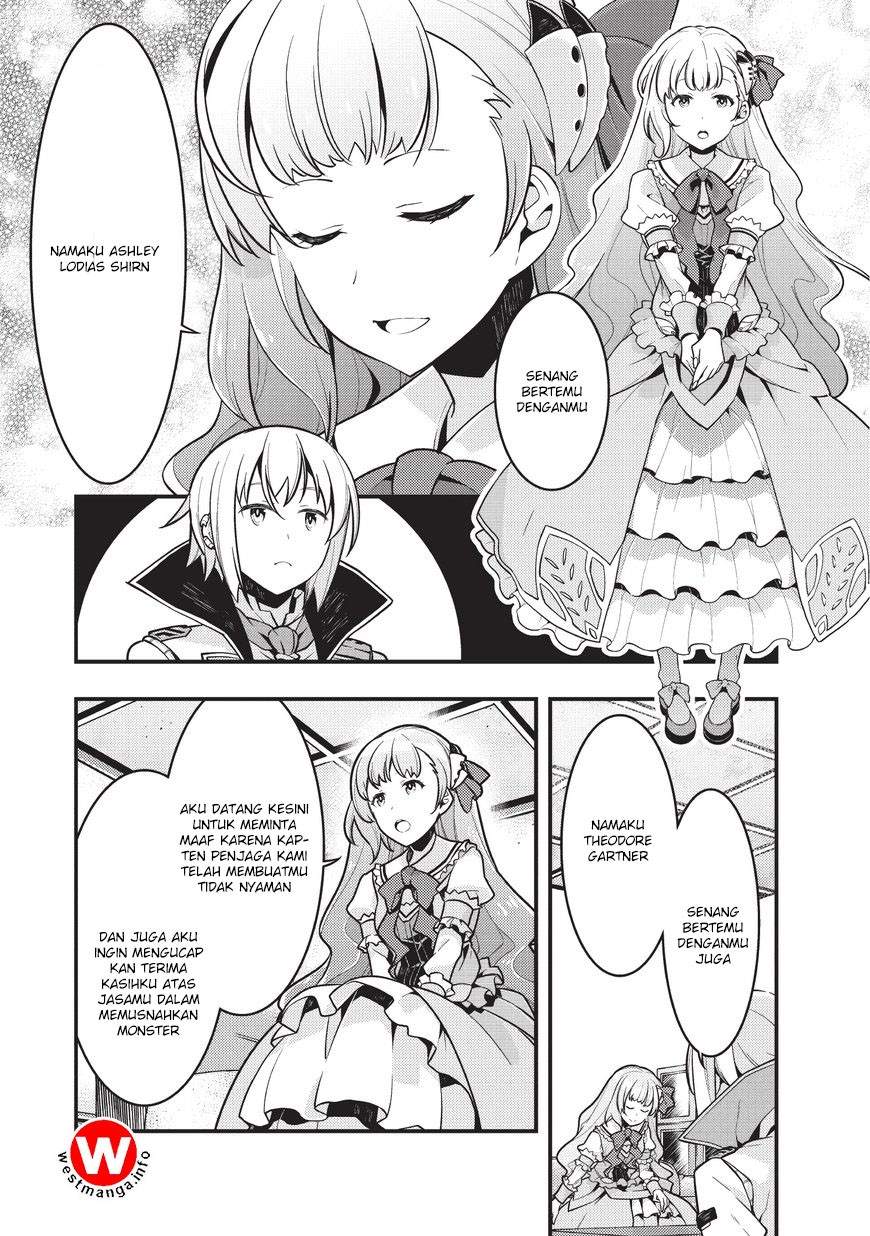 SENANG
BERTEMU
DENGANMU
NAMAKU ASHLEY
LODIAS SHIRN
SENANG
BERTEMU
DENGANMU
JUGA
NAMAKU
THEODORE
GARTNER
AKU DATANG KESINI
UNTUK MEMINTA
MAAF KARENA KAP-
TEN PENJAGA KAMI
TELAH MEMBUATMU
TIDAK NYAMAN
DAN JUGA AKU
INGIN MENGUCAP
KAN TERIMA
KASIHKU ATAS
JASAMU DALAM
MEMUSNAHKAN
MONSTER
W
westmanga.info